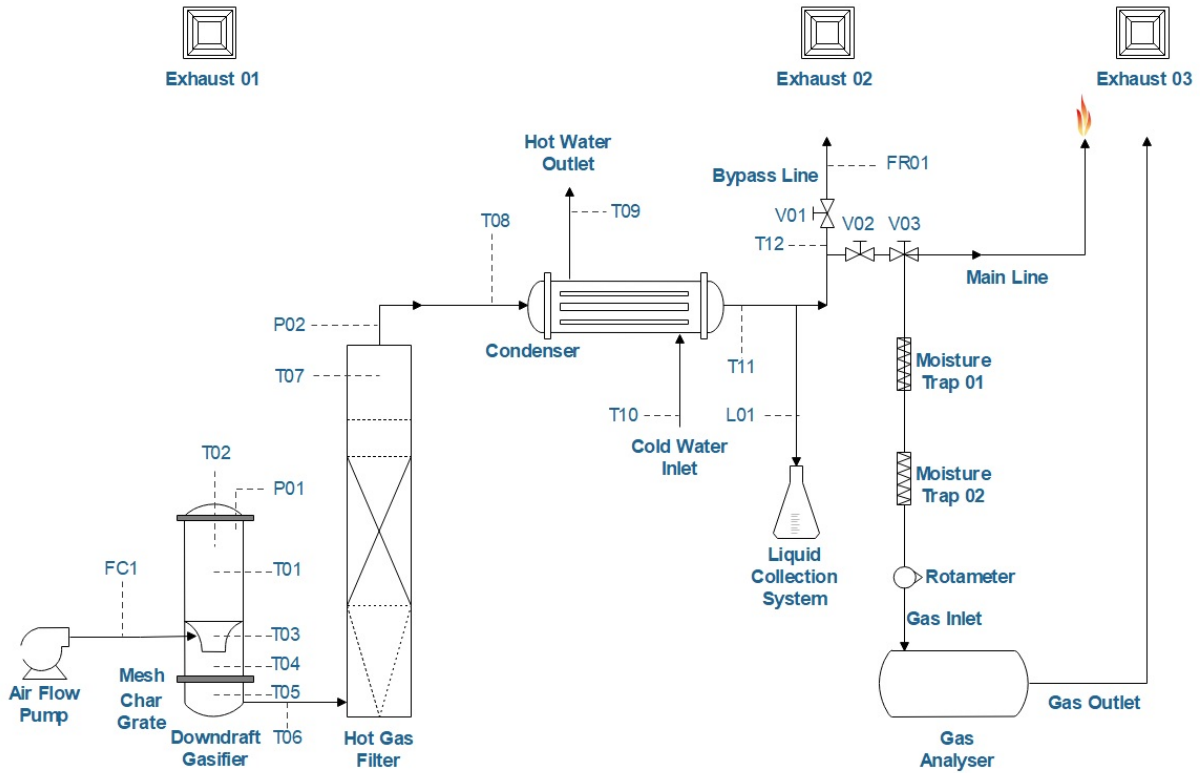 Exhaust 01
Exhaust 02
Exhaust 03
Hot Water
Outlet
Bypass Line
FR01
T09
T08
V01
V02
V03
T12
Main Line
P02
Condenser
T11
T07
Moisture
Trap 01
T10
L01
Cold Water
Inlet
T02
P01
Moisture
Trap 02
Liquid
Collection
System
FC1
T01
Rotameter
Gas Inlet
T03
T04
Mesh
Char
Grate
T05
Air Flow
Pump
T06
Downdraft
Gasifier
Hot Gas
Filter
Gas Outlet
Gas
Analyser